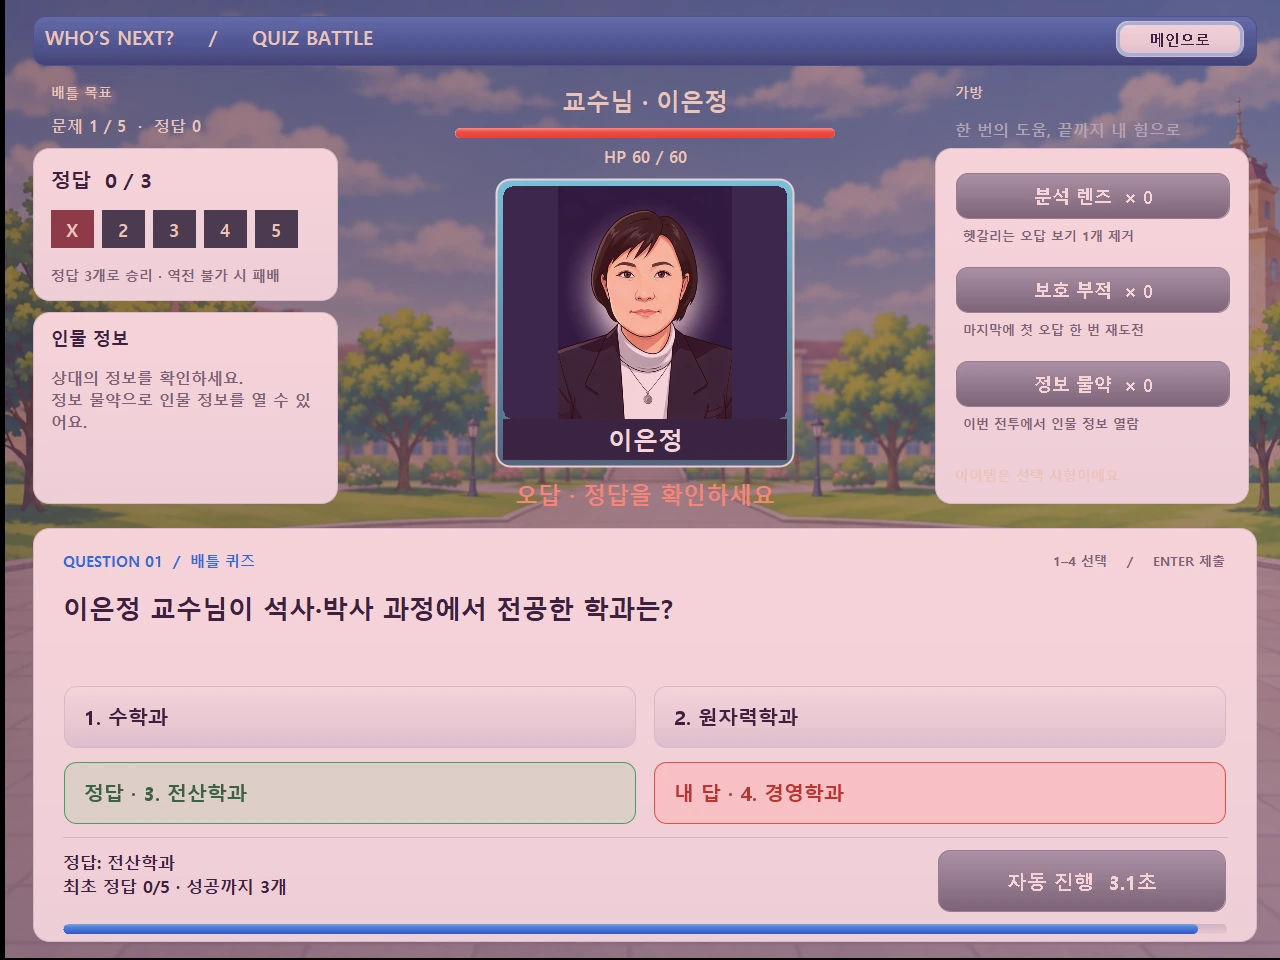 WHO'S NEXT? / QUIZ BATTLE
메인으로
배틀 목표
문제 1 / 5 · 정답 0
정답 0 / 3
X 2 3 4 5
정답 3개로 승리 · 역전 불가 시 패배
인물 정보
상대의 정보를 확인하세요.
정보 물약으로 인물 정보를 열 수 있
어요.
교수님 · 이은정
HP 60 / 60
이은정
오답 · 정답을 확인하세요
가방
한 번의 도움, 끝까지 내 힘으로
분석 렌즈 × 0
헷갈리는 오답 보기 1개 제거
보호 부적 × 0
마지막에 첫 오답 한 번 재도전
정보 물약 × 0
이번 전투에서 인물 정보 열람
아이템은 선택 사항이에요
QUESTION 01 / 배틀 퀴즈
1–4 선택 / ENTER 제출
이은정 교수님이 석사·박사 과정에서 전공한 학과는?
1. 수학과
2. 원자력학과
정답 · 3. 전산학과
내 답 · 4. 경영학과
정답: 전산학과
최초 정답 0/5 · 성공까지 3개
자동 진행 3.1초